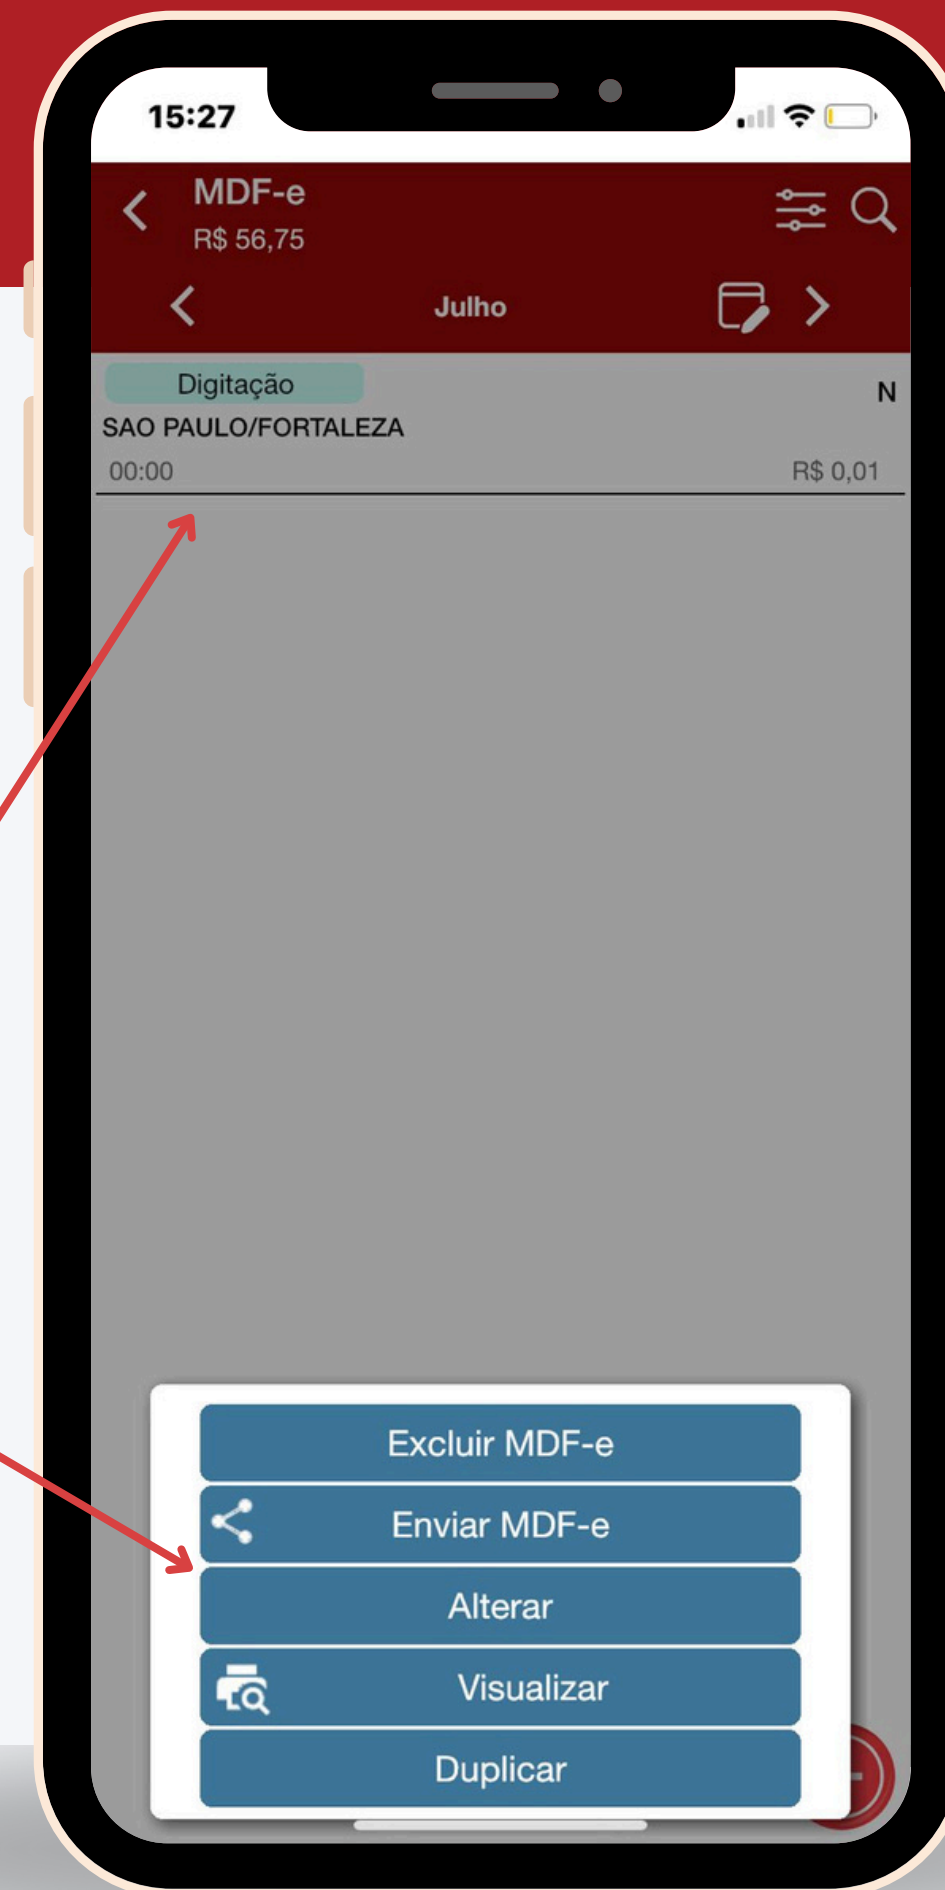 15:27
MDF-e
R$ 56,75
Julho
Digitação
N
SAO PAULO/FORTALEZA
00:00
R$ 0,01
Excluir MDF-e
Enviar MDF-e
Alterar
Visualizar
Duplicar